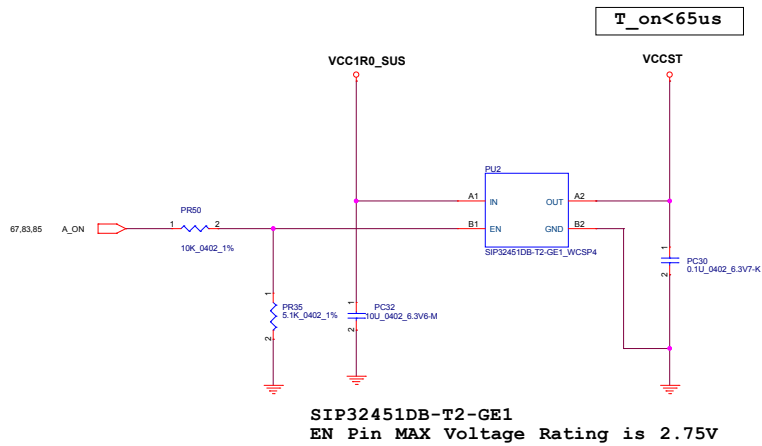 T_on<65us
VCC1R0_SUS
VCCST
PU2
A1 IN OUT A2
PR50
67,83,85 A_ON 1 2 B1 EN GND B2
SIP32451DB-T2-GE1_WCSP4
10K_0402_1%
1
PC30
0.1U_0402_6.3V7-K
2
1
PR35
5.1K_0402_1%
2
1
PC32
10U_0402_6.3V6-M
2
SIP32451DB-T2-GE1
EN Pin MAX Voltage Rating is 2.75V